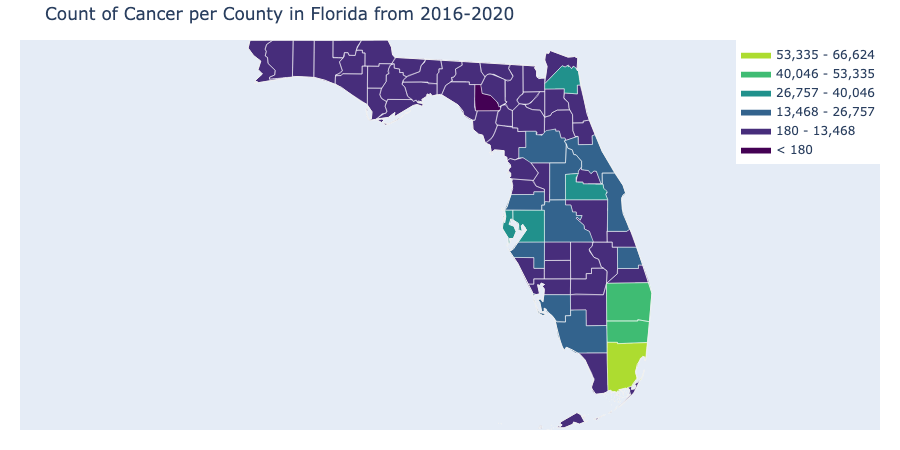 Count of Cancer per County in Florida from 2016-2020
53,335 - 66,624
40,046 - 53,335
26,757 - 40,046
13,468 - 26,757
180 - 13,468
< 180